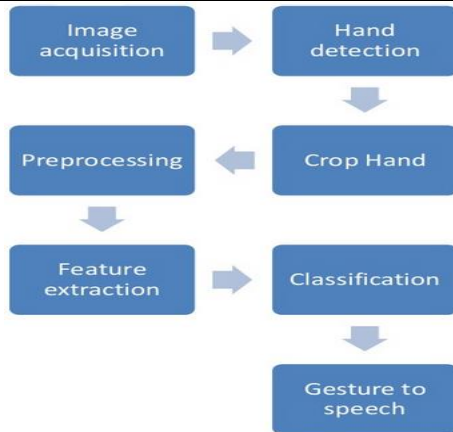 Image
acquisition
Hand
detection
Crop Hand
Preprocessing
Feature
extraction
Classification
Gesture to
speech